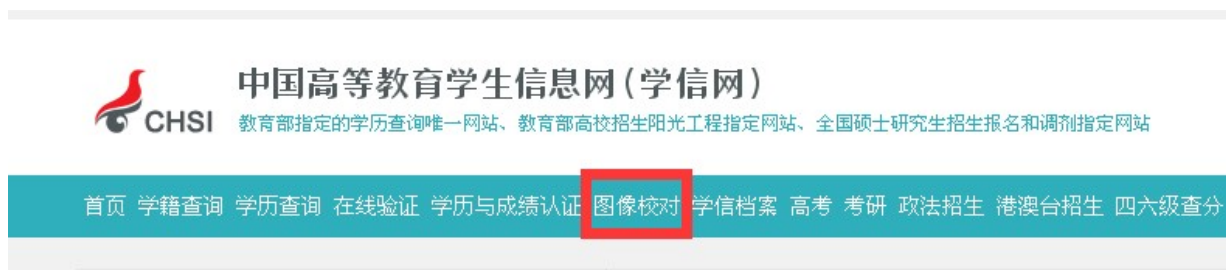 中国高等教育学生信息网(学信网)
CHSI
教育部指定的学历查询唯一网站、教育部高校招生阳光工程指定网站、全国硕士研究生招生报名和调剂指定网站
首页 学籍查询 学历查询 在线验证 学历与成绩认证 图像校对 学信档案 高考 考研 政法招生 港澳台招生 四六级查分